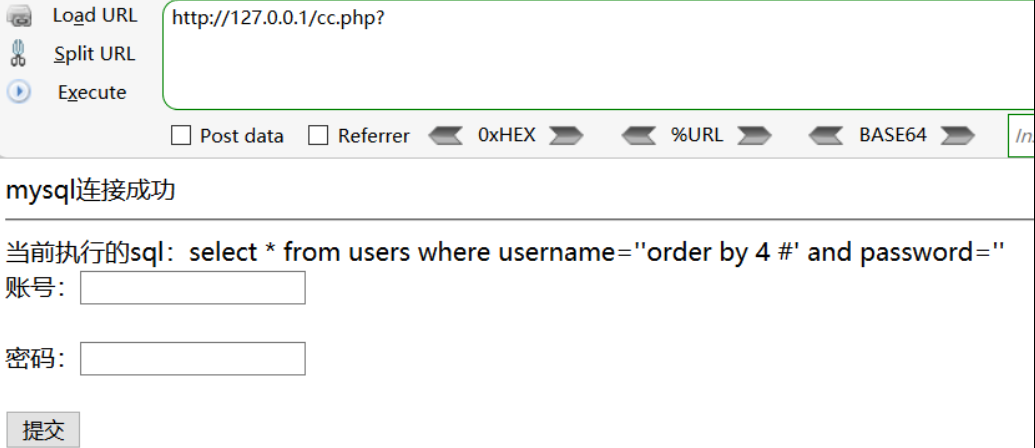 Load URL
http://127.0.0.1/cc.php?
Split URL
Execute
Post data Referrer 0xHEX %URL BASE64 In
mysql连接成功
当前执行的sql：select * from users where username=''order by 4 #' and password=''
账号：
密码：
提交